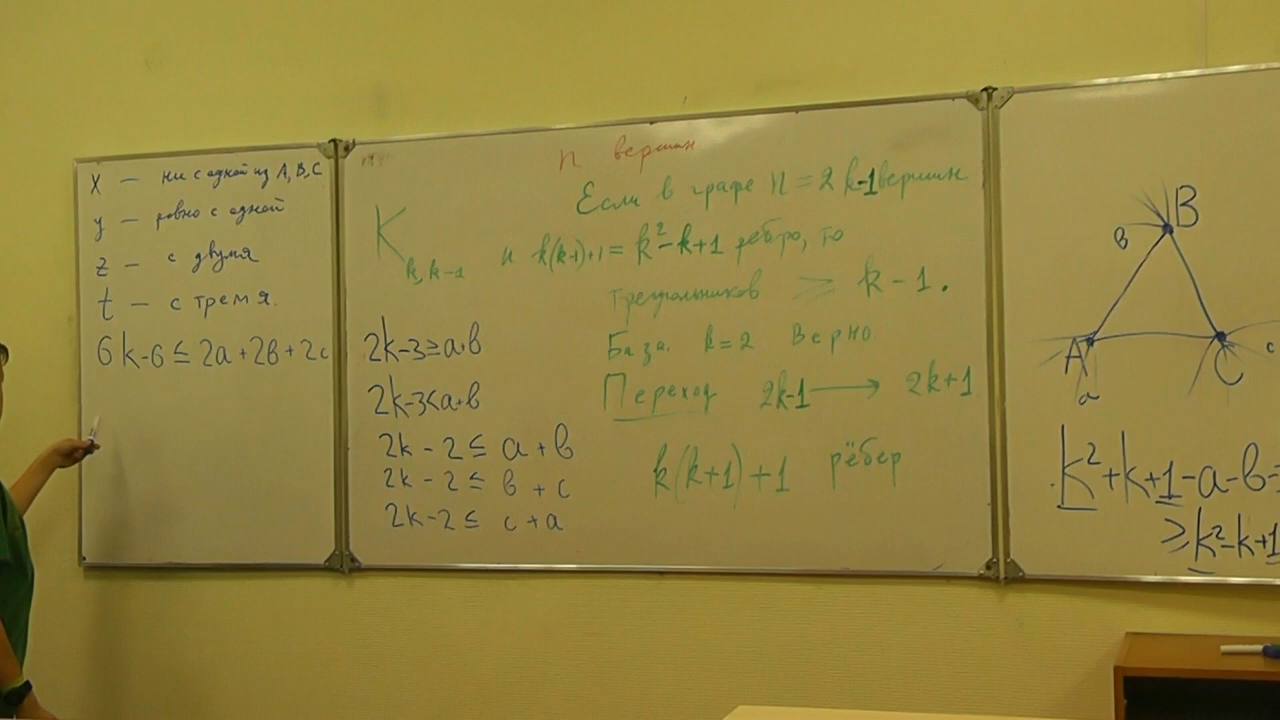 x — ни с одной из A, B, C
y — ровно с одной
z — с двумя
t — с тремя.
6k-6 ≤ 2a+2в+2c
n вершин
Если в графе n = 2k-1 вершин
K k, k-1
и k(k-1)+1 = k²-k+1 ребро, то
треугольников ≥ k-1.
База. k=2 Верно.
Переход 2k-1 → 2k+1
k(k+1)+1 рёбер
2k-3≥a+в
2k-3<a+в
2k-2 ≤ a+в
2k-2 ≤ в+c
2k-2 ≤ c+a
B
в
A
C
c
a
k²+k+1-a-в=
≥k²-k+1